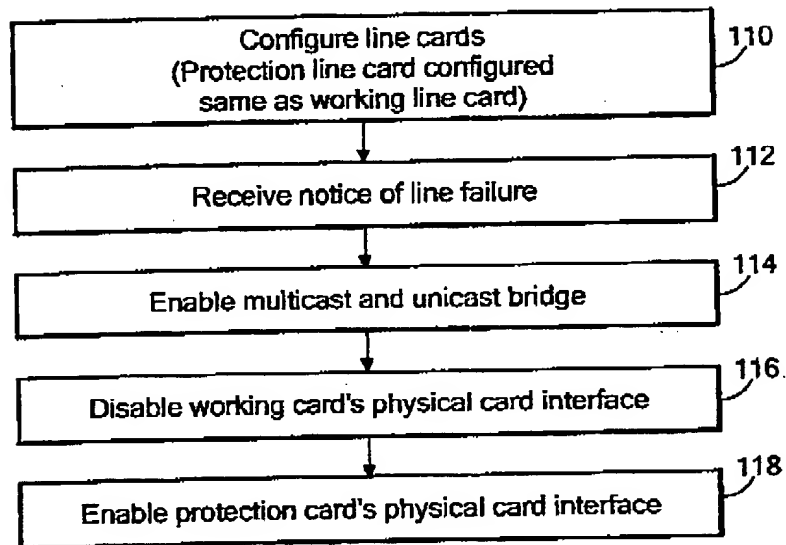 Configure line cards
(Protection line card configured
same as working line card)
110
Receive notice of line failure
112
Enable multicast and unicast bridge
114
Disable working card's physical card interface
116
Enable protection card's physical card interface
118